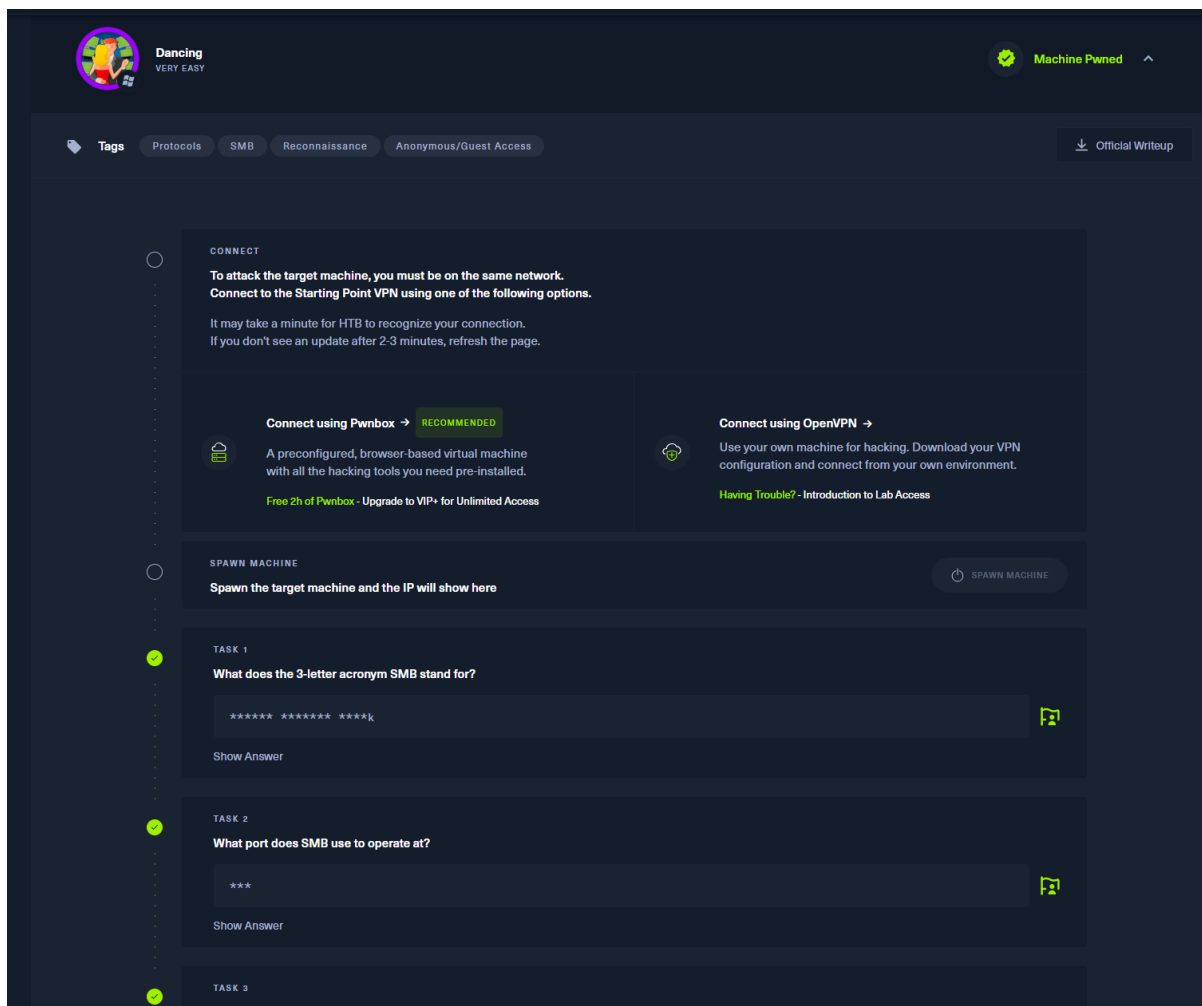 Dancing
VERY EASY
Machine Pwned
Tags
Protocols
SMB
Reconnaissance
Anonymous/Guest Access
Official Writeup
CONNECT
To attack the target machine, you must be on the same network.
Connect to the Starting Point VPN using one of the following options.
It may take a minute for HTB to recognize your connection.
If you don't see an update after 2-3 minutes, refresh the page.
Connect using Pwnbox → RECOMMENDED
A preconfigured, browser-based virtual machine
with all the hacking tools you need pre-installed.
Free 2h of Pwnbox - Upgrade to VIP+ for Unlimited Access
Connect using OpenVPN →
Use your own machine for hacking. Download your VPN
configuration and connect from your own environment.
Having Trouble? - Introduction to Lab Access
SPAWN MACHINE
Spawn the target machine and the IP will show here
SPAWN MACHINE
TASK 1
What does the 3-letter acronym SMB stand for?
****** ******* ****k
Show Answer
TASK 2
What port does SMB use to operate at?
***
Show Answer
TASK 3